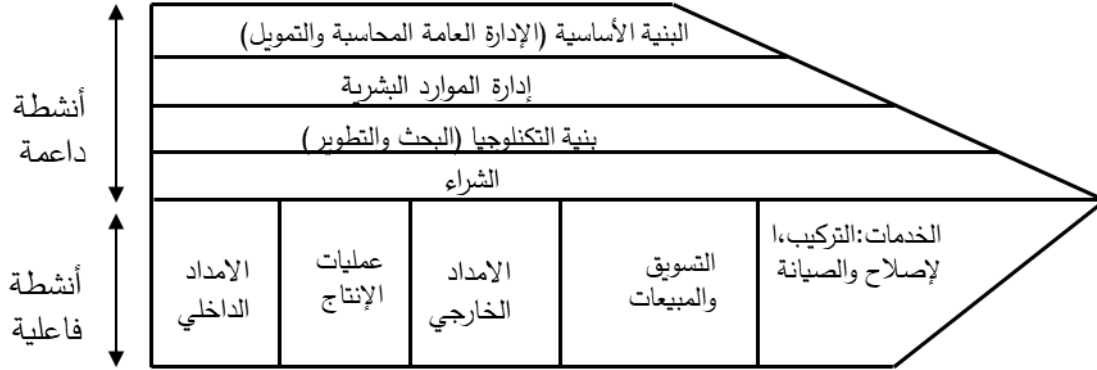 البنية الأساسية (الإدارة العامة المحاسبة والتمويل)
إدارة الموارد البشرية
بنية التكنلوجيا (البحث والتطوير)
الشراء
أنشطة
داعمة
الخدمات:التركيب،ا
لإصلاح والصيانة
التسويق
والمبيعات
الامداد
الخارجي
عمليات
الإنتاج
الامداد
الداخلي
أنشطة
فاعلية